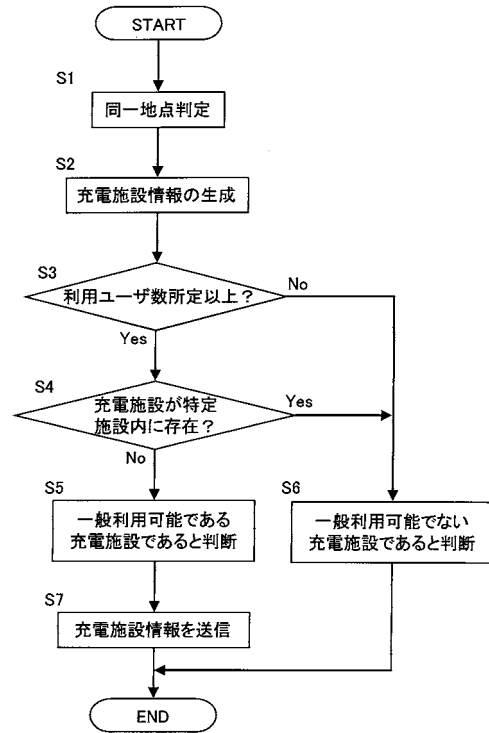 START
S1
同一地点判定
S2
充電施設情報の生成
S3
利用ユーザ数所定以上？
No
Yes
S4
充電施設が特定
施設内に存在？
Yes
No
S5
一般利用可能である
充電施設であると判断
S6
一般利用可能でない
充電施設であると判断
S7
充電施設情報を送信
END